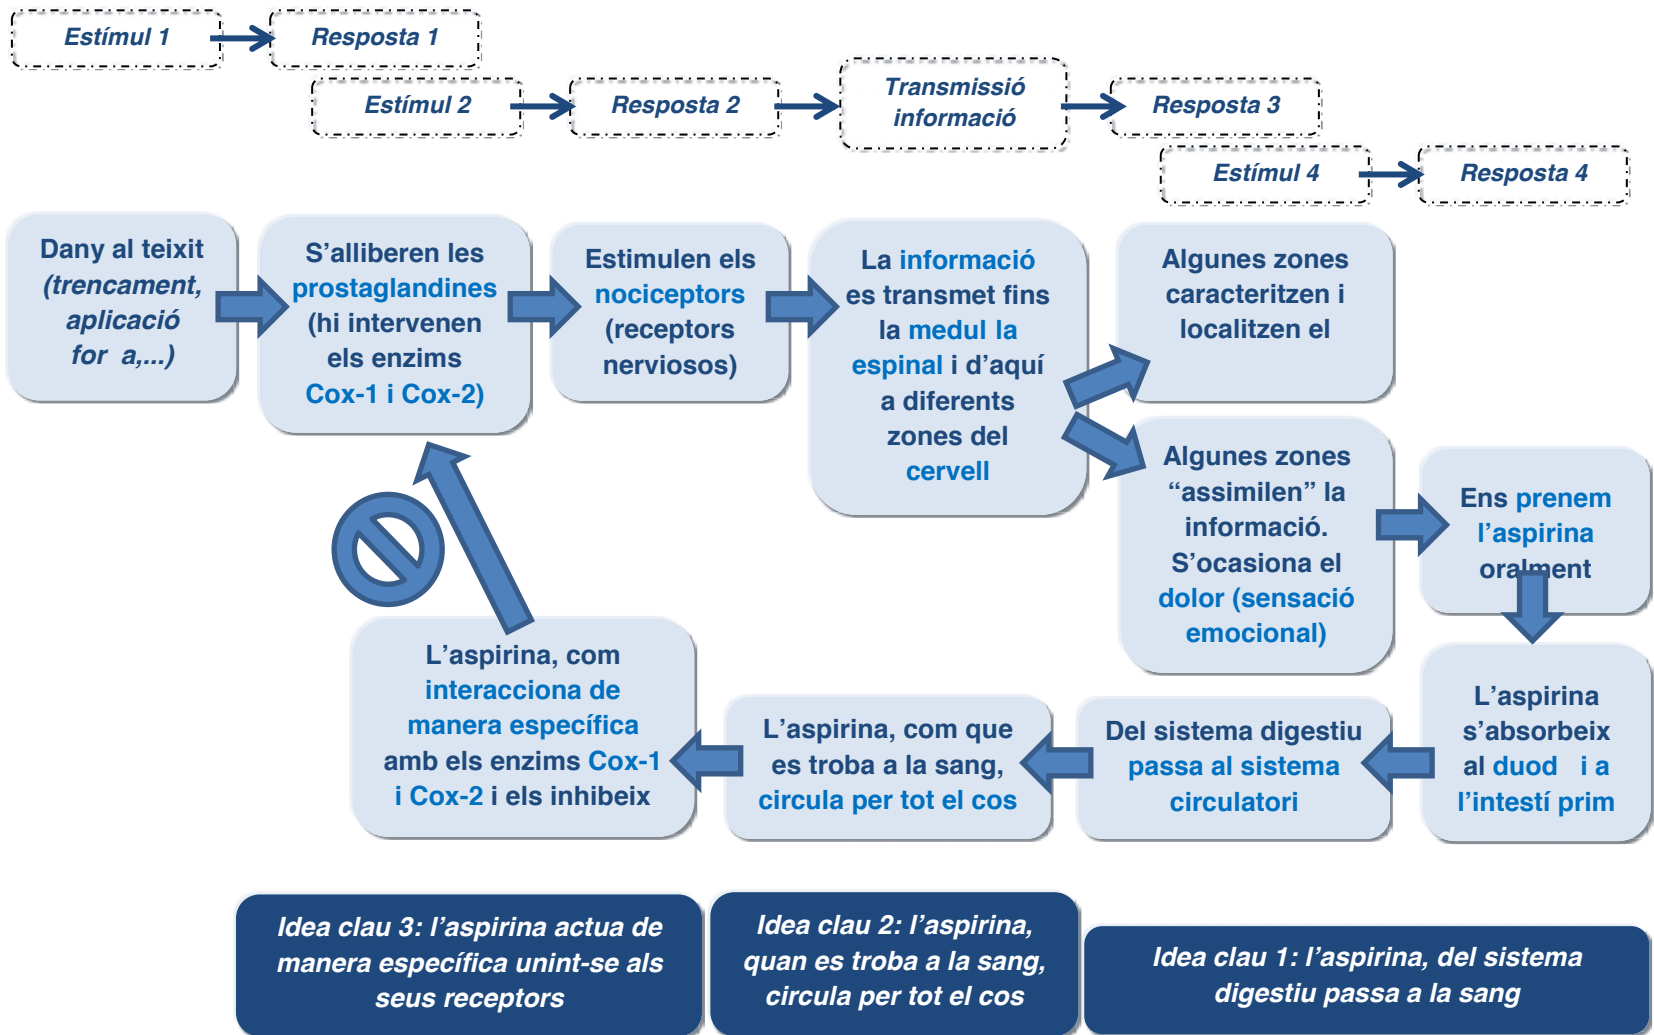 Estímul 1
Resposta 1
Estímul 2
Resposta 2
Transmissió
informació
Resposta 3
Estímul 4
Resposta 4
Dany al teixit
(trencament,
aplicació
for a,...)
S’alliberen les
prostaglandines
(hi intervenen
els enzims
Cox-1 i Cox-2)
Estimulen els
nociceptors
(receptors
nerviosos)
La informació
es transmet fins
la medul la
espinal i d’aquí
a diferents
zones del
cervell
Algunes zones
caracteritzen i
localitzen el
Algunes zones
“assimilen” la
informació.
S’ocasiona el
dolor (sensació
emocional)
Ens prenem
l’aspirina
oralment
L’aspirina
s’absorbeix
al duod i a
l’intestí prim
Del sistema digestiu
passa al sistema
circulatori
L’aspirina, com que
es troba a la sang,
circula per tot el cos
L’aspirina, com
interacciona de
manera específica
amb els enzims Cox-1
i Cox-2 i els inhibeix
Idea clau 3: l’aspirina actua de
manera específica unint-se als
seus receptors
Idea clau 2: l’aspirina,
quan es troba a la sang,
circula per tot el cos
Idea clau 1: l’aspirina, del sistema
digestiu passa a la sang